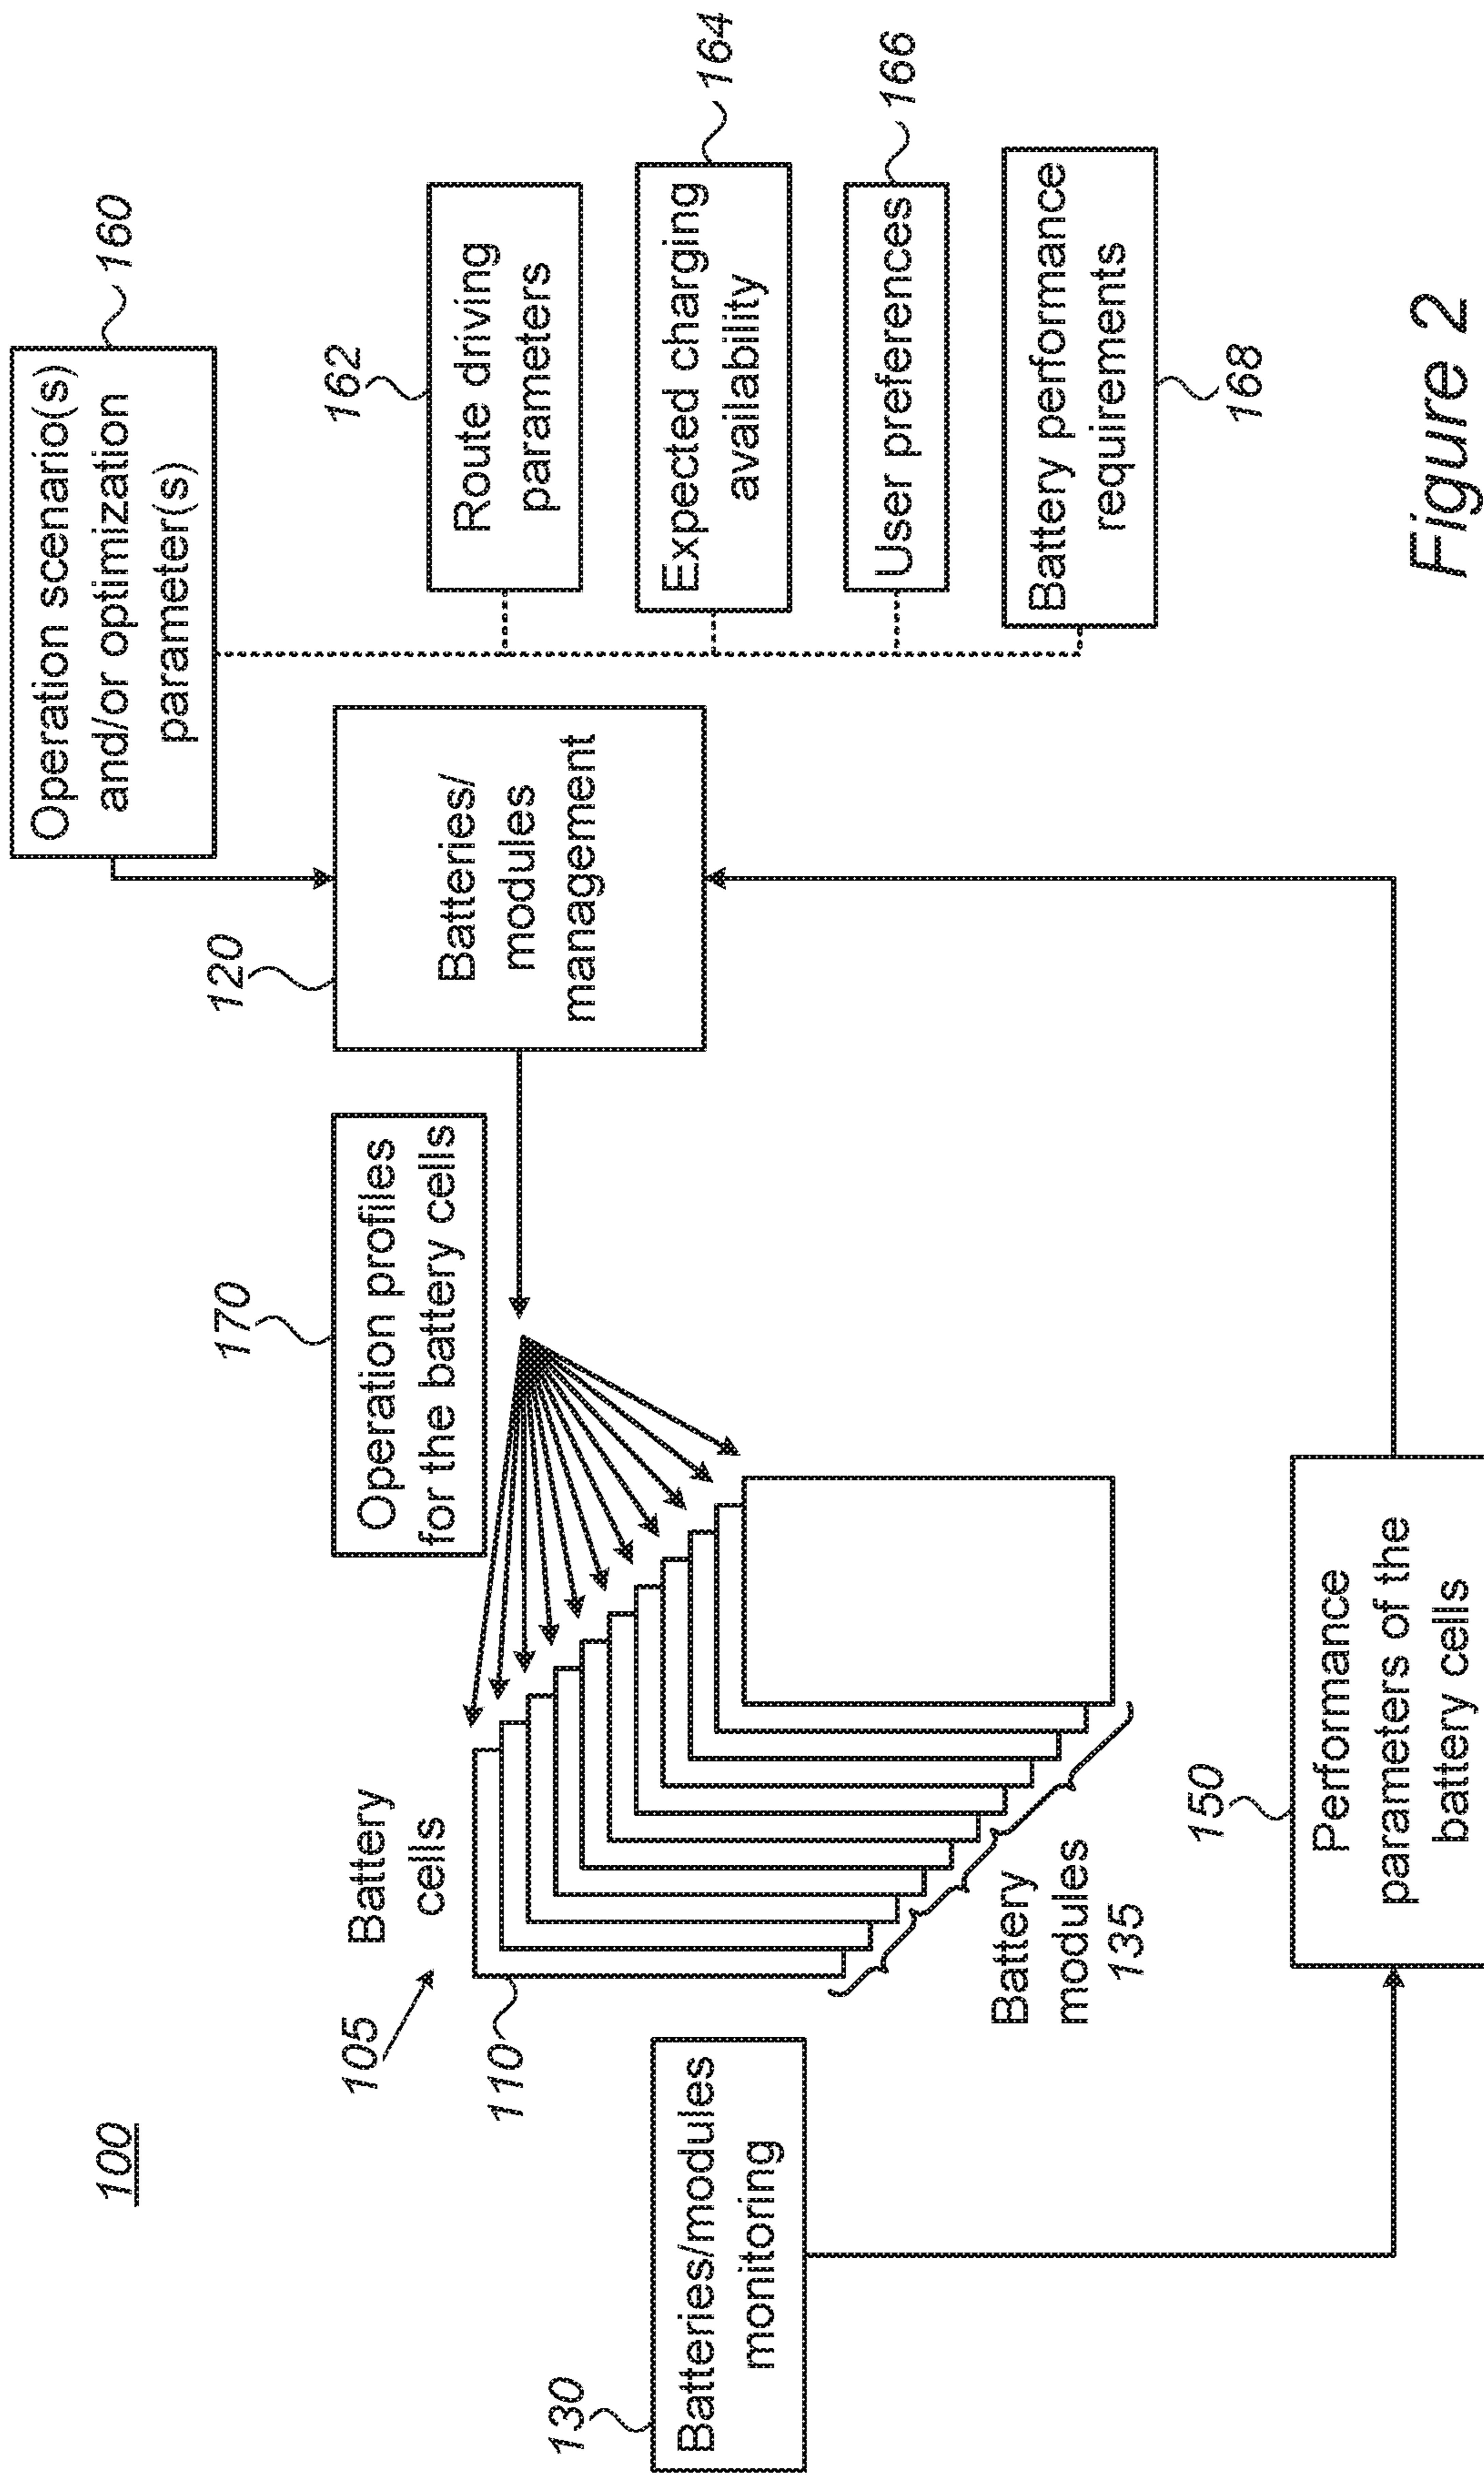 100
160
Operation scenario(s)
and/or optimization
parameter(s)
120
Batteries/
modules
management
162
Route driving
parameters
164
Expected charging
availability
166
User preferences
Battery performance
requirements
168
170
Operation profiles
for the battery cells
105
Battery
cells
110
Battery
modules
135
130
Batteries/modules
monitoring
150
Performance
parameters of the
battery cells
Figure 2